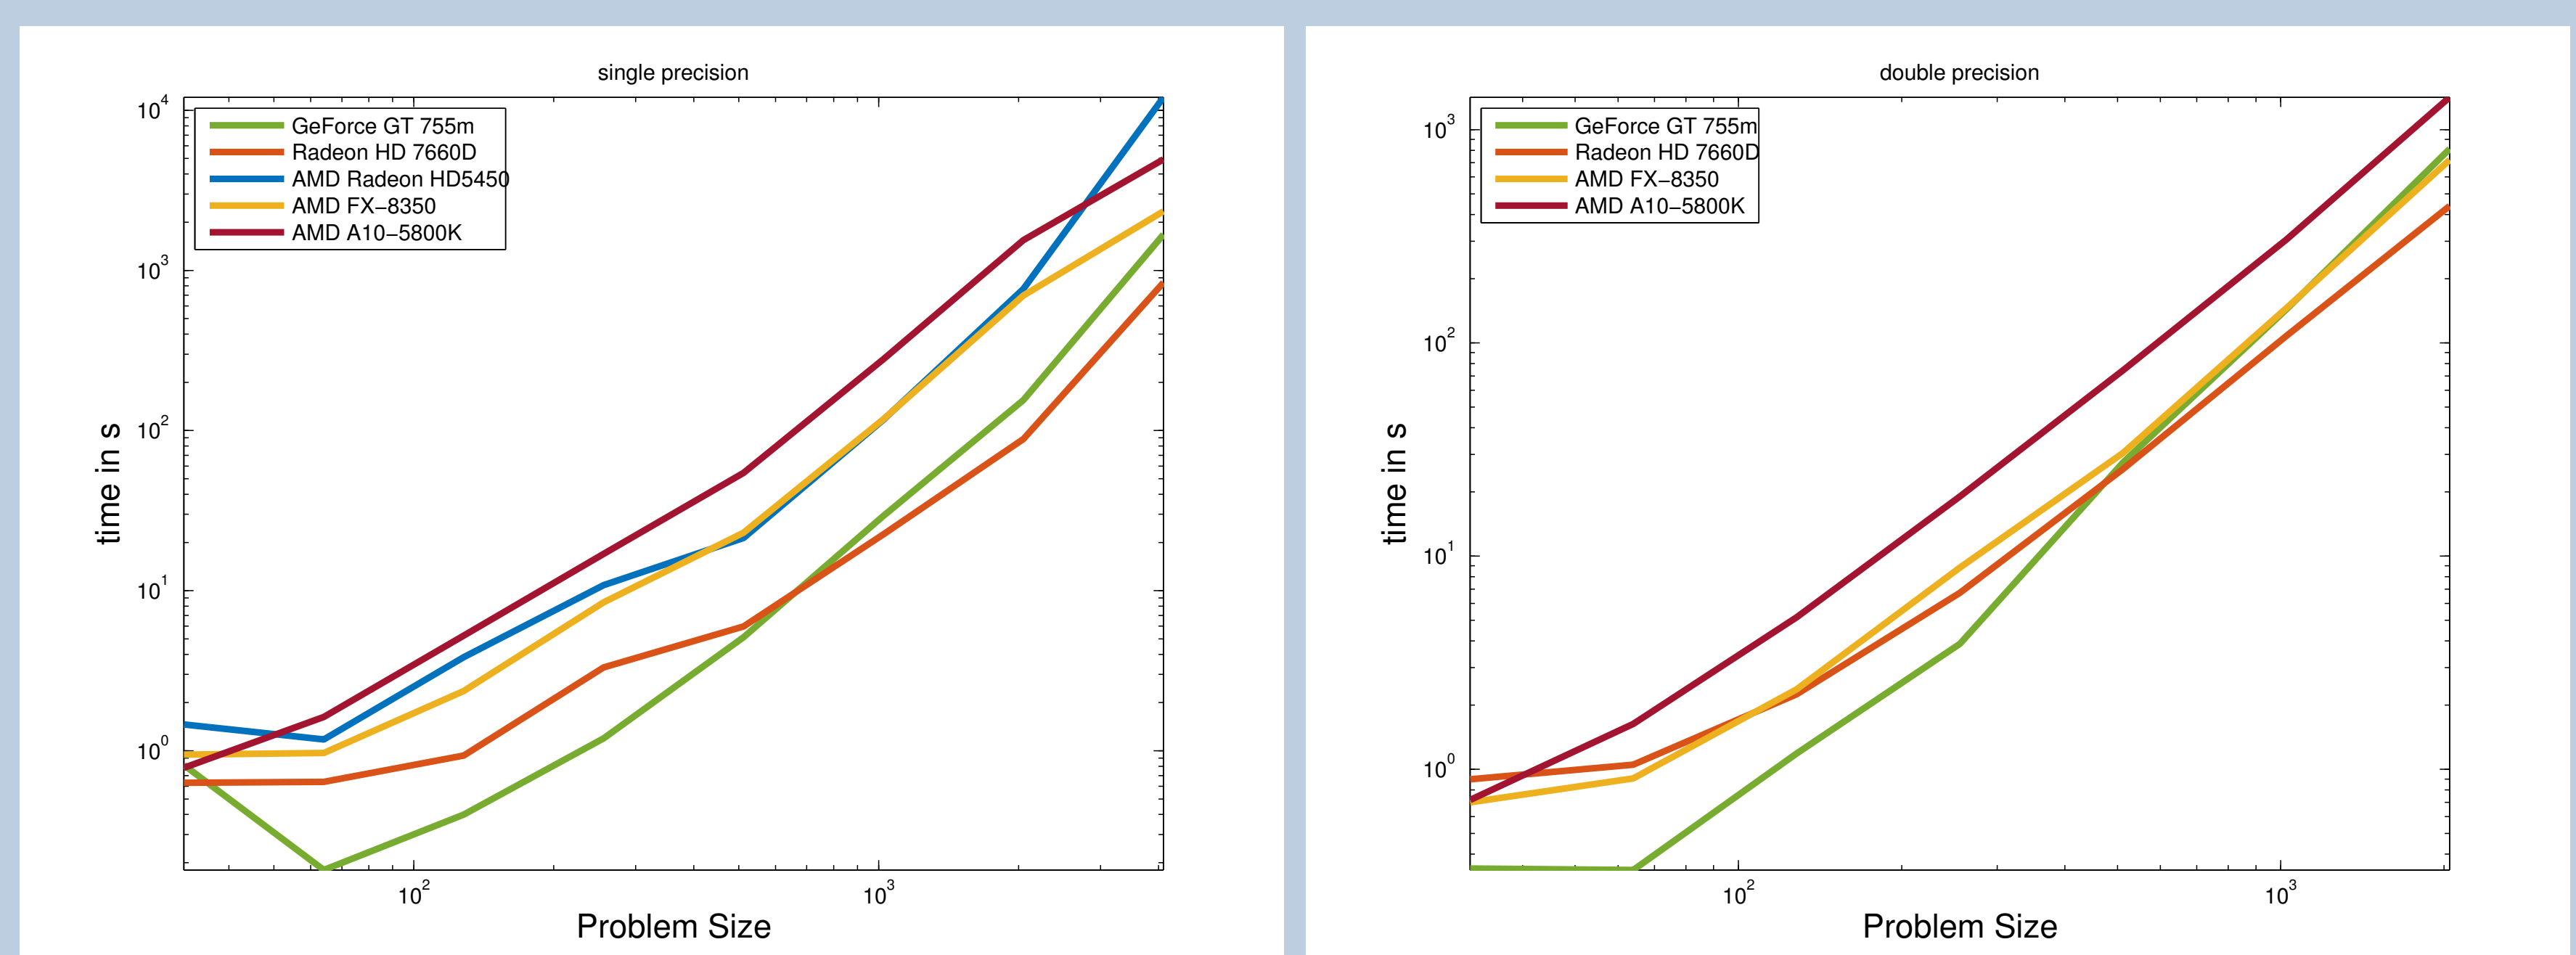 single precision
10^4
10^3
10^2
10^1
10^0
time in s
GeForce GT 755m
Radeon HD 7660D
AMD Radeon HD5450
AMD FX−8350
AMD A10−5800K
10^2
10^3
Problem Size
double precision
10^3
10^2
10^1
10^0
time in s
GeForce GT 755m
Radeon HD 7660D
AMD FX−8350
AMD A10−5800K
10^2
10^3
Problem Size